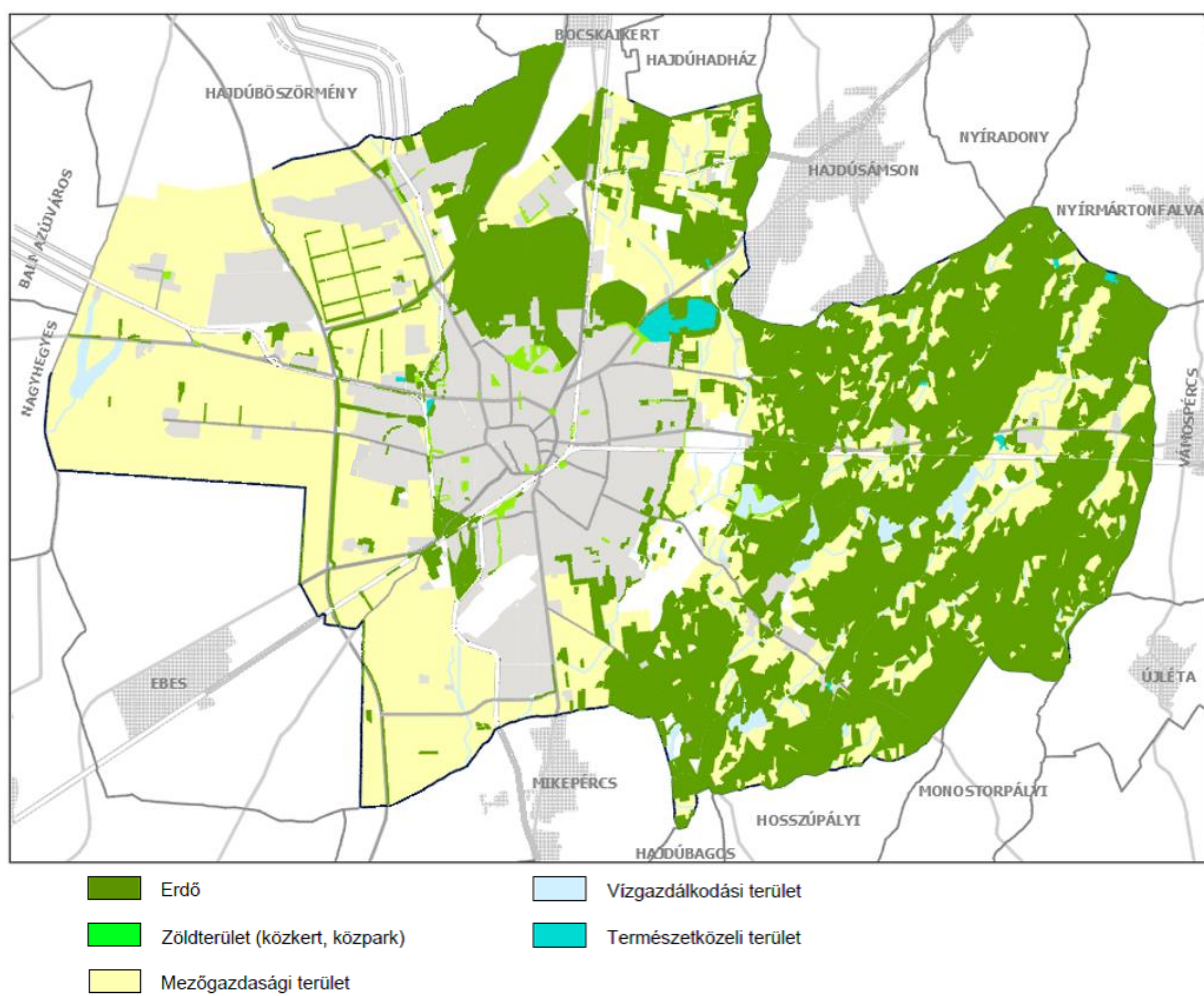 BOCSKAIKERT
HAJDÚHADHÁZ
HAJDÚBÖSZÖRMÉNY
NYÍRADONY
HAJDÚSÁMSON
NYÍRMÁRTONFALVA
BALMAZÚJVÁROS
NAGYHEGYES
VÁMOSPÉRCS
EBES
ÚJLÉTA
MIKEPÉRCS
MONOSTORPÁLYI
HOSSZÚPÁLYI
HAJDÚBAGOS
Erdő
Vízgazdálkodási terület
Zöldterület (közkert, közpark)
Természetközeli terület
Mezőgazdasági terület